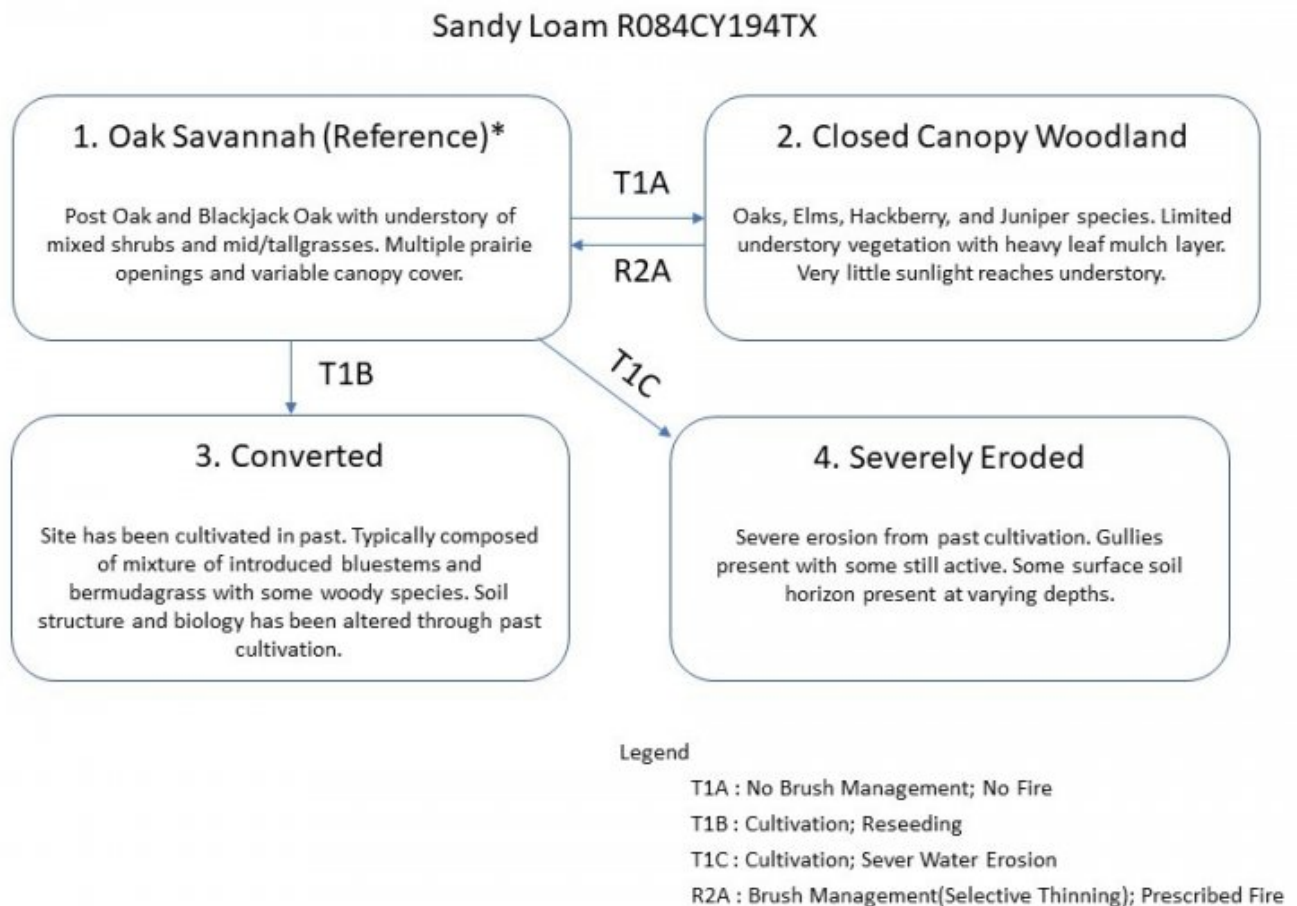 Sandy Loam R084CY194TX
1. Oak Savannah (Reference)*
Post Oak and Blackjack Oak with understory of
mixed shrubs and mid/tallgrasses. Multiple prairie
openings and variable canopy cover.
T1A
R2A
2. Closed Canopy Woodland
Oaks, Elms, Hackberry, and Juniper species. Limited
understory vegetation with heavy leaf mulch layer.
Very little sunlight reaches understory.
T1B
T1C
3. Converted
Site has been cultivated in past. Typically composed
of mixture of introduced bluestems and
bermudagrass with some woody species. Soil
structure and biology has been altered through past
cultivation.
4. Severely Eroded
Severe erosion from past cultivation. Gullies
present with some still active. Some surface soil
horizon present at varying depths.
Legend
T1A : No Brush Management; No Fire
T1B : Cultivation; Reseeding
T1C : Cultivation; Sever Water Erosion
R2A : Brush Management(Selective Thinning); Prescribed Fire